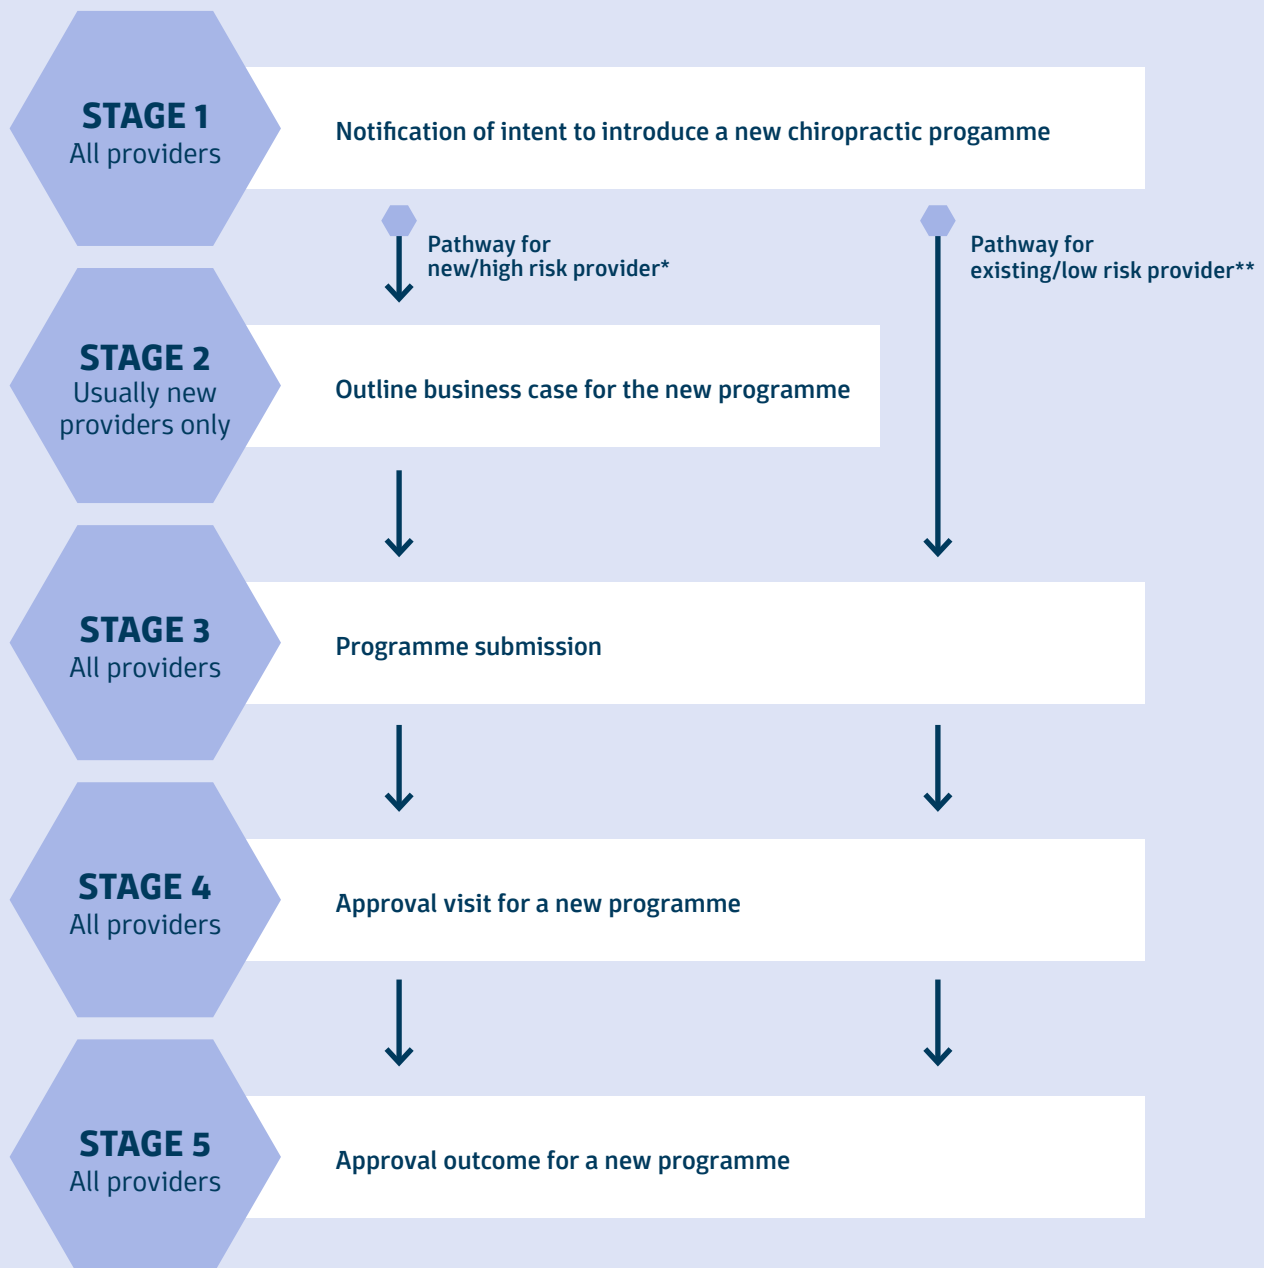 STAGE 1
All providers
Notification of intent to introduce a new chiropractic progamme
Pathway for
new/high risk provider*
Pathway for
existing/low risk provider**
STAGE 2
Usually new
providers only
Outline business case for the new programme
STAGE 3
All providers
Programme submission
STAGE 4
All providers
Approval visit for a new programme
STAGE 5
All providers
Approval outcome for a new programme